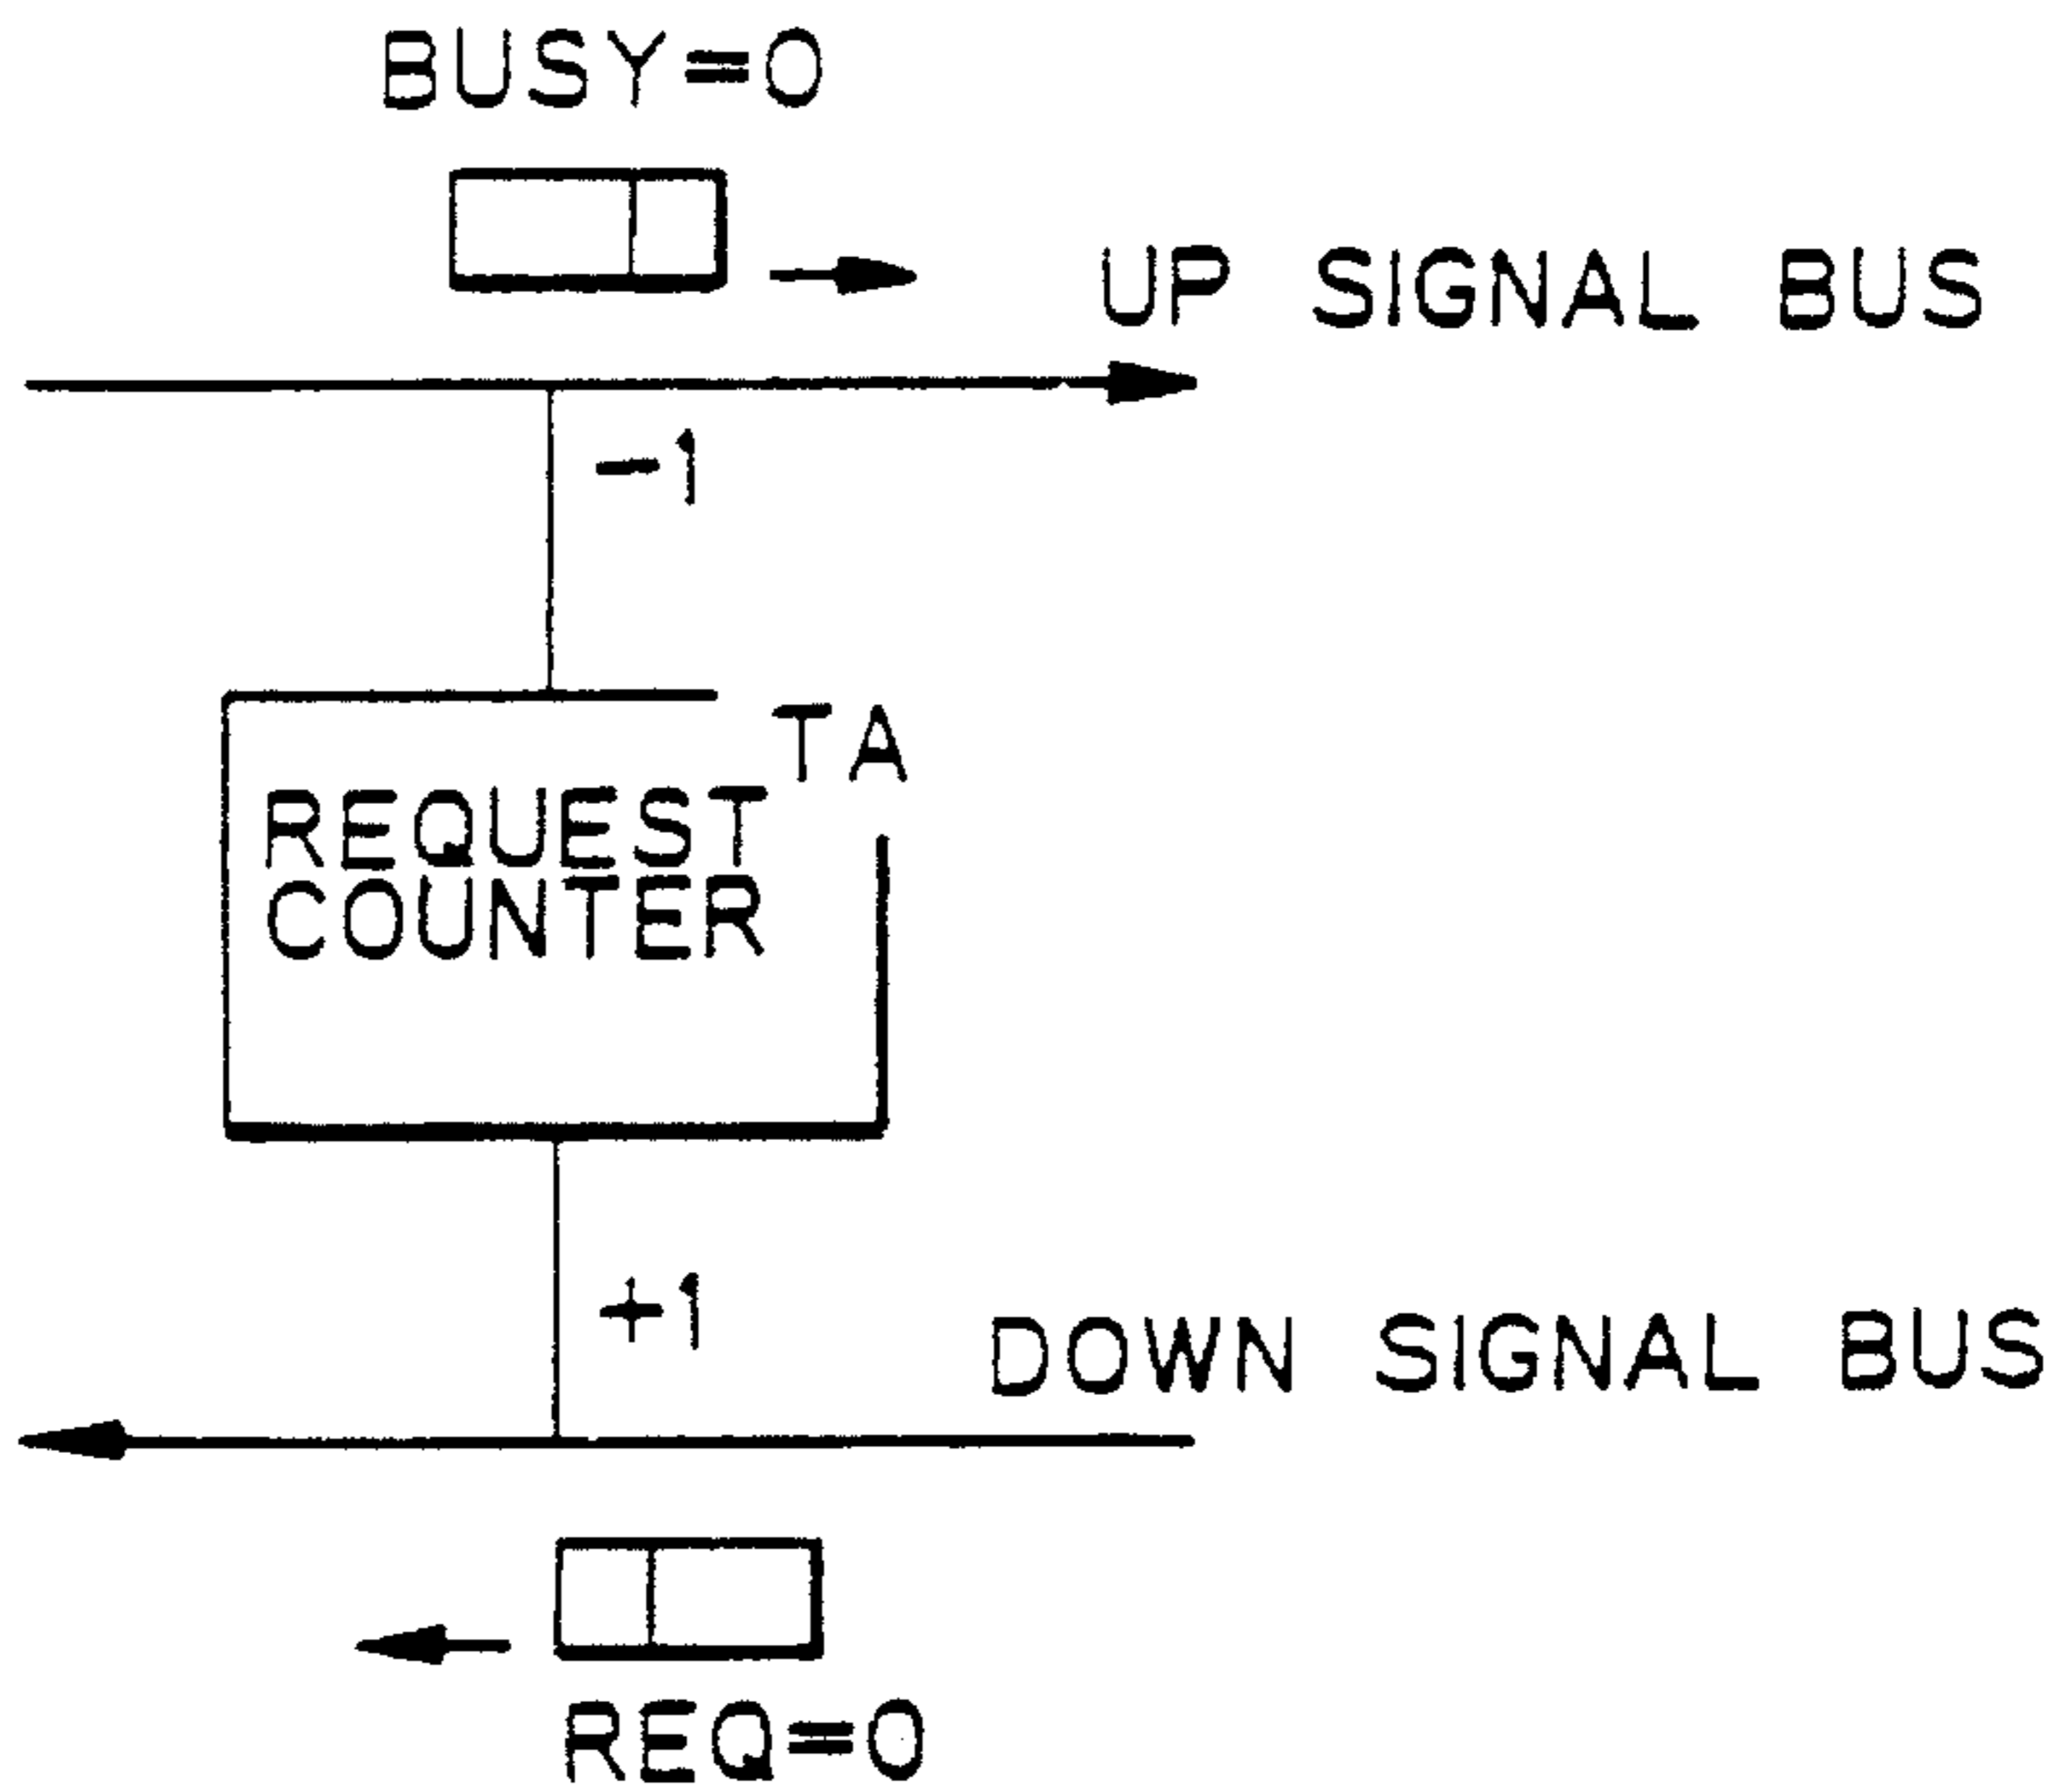 BUSY=0
UP SIGNAL BUS
-1
TA
REQUEST
COUNTER
+1
DOWN SIGNAL BUS
REQ=0